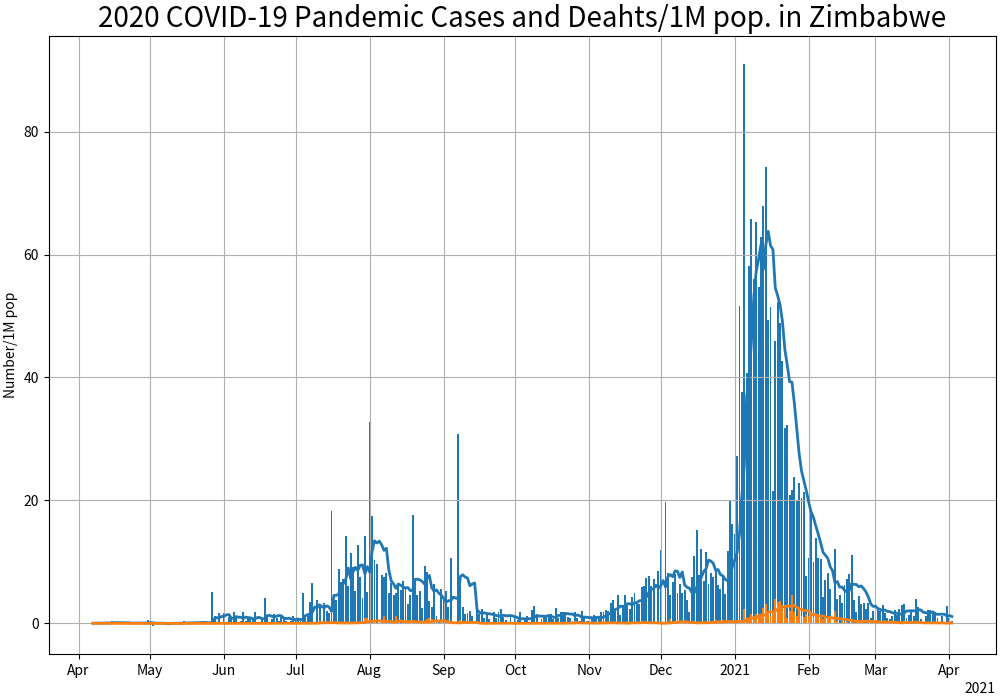 2020 COVID-19 Pandemic Cases and Deahts/1M pop. in Zimbabwe
Number/1M pop
80
60
40
20
0
Apr May Jun Jul Aug Sep Oct Nov Dec 2021 Feb Mar Apr
2021